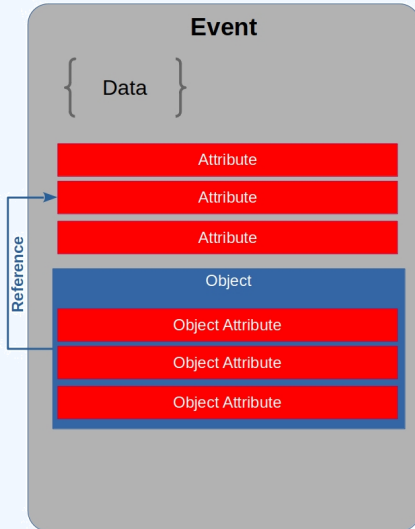 Event
Data
Attribute
Attribute
Attribute
Reference
Object
Object Attribute
Object Attribute
Object Attribute